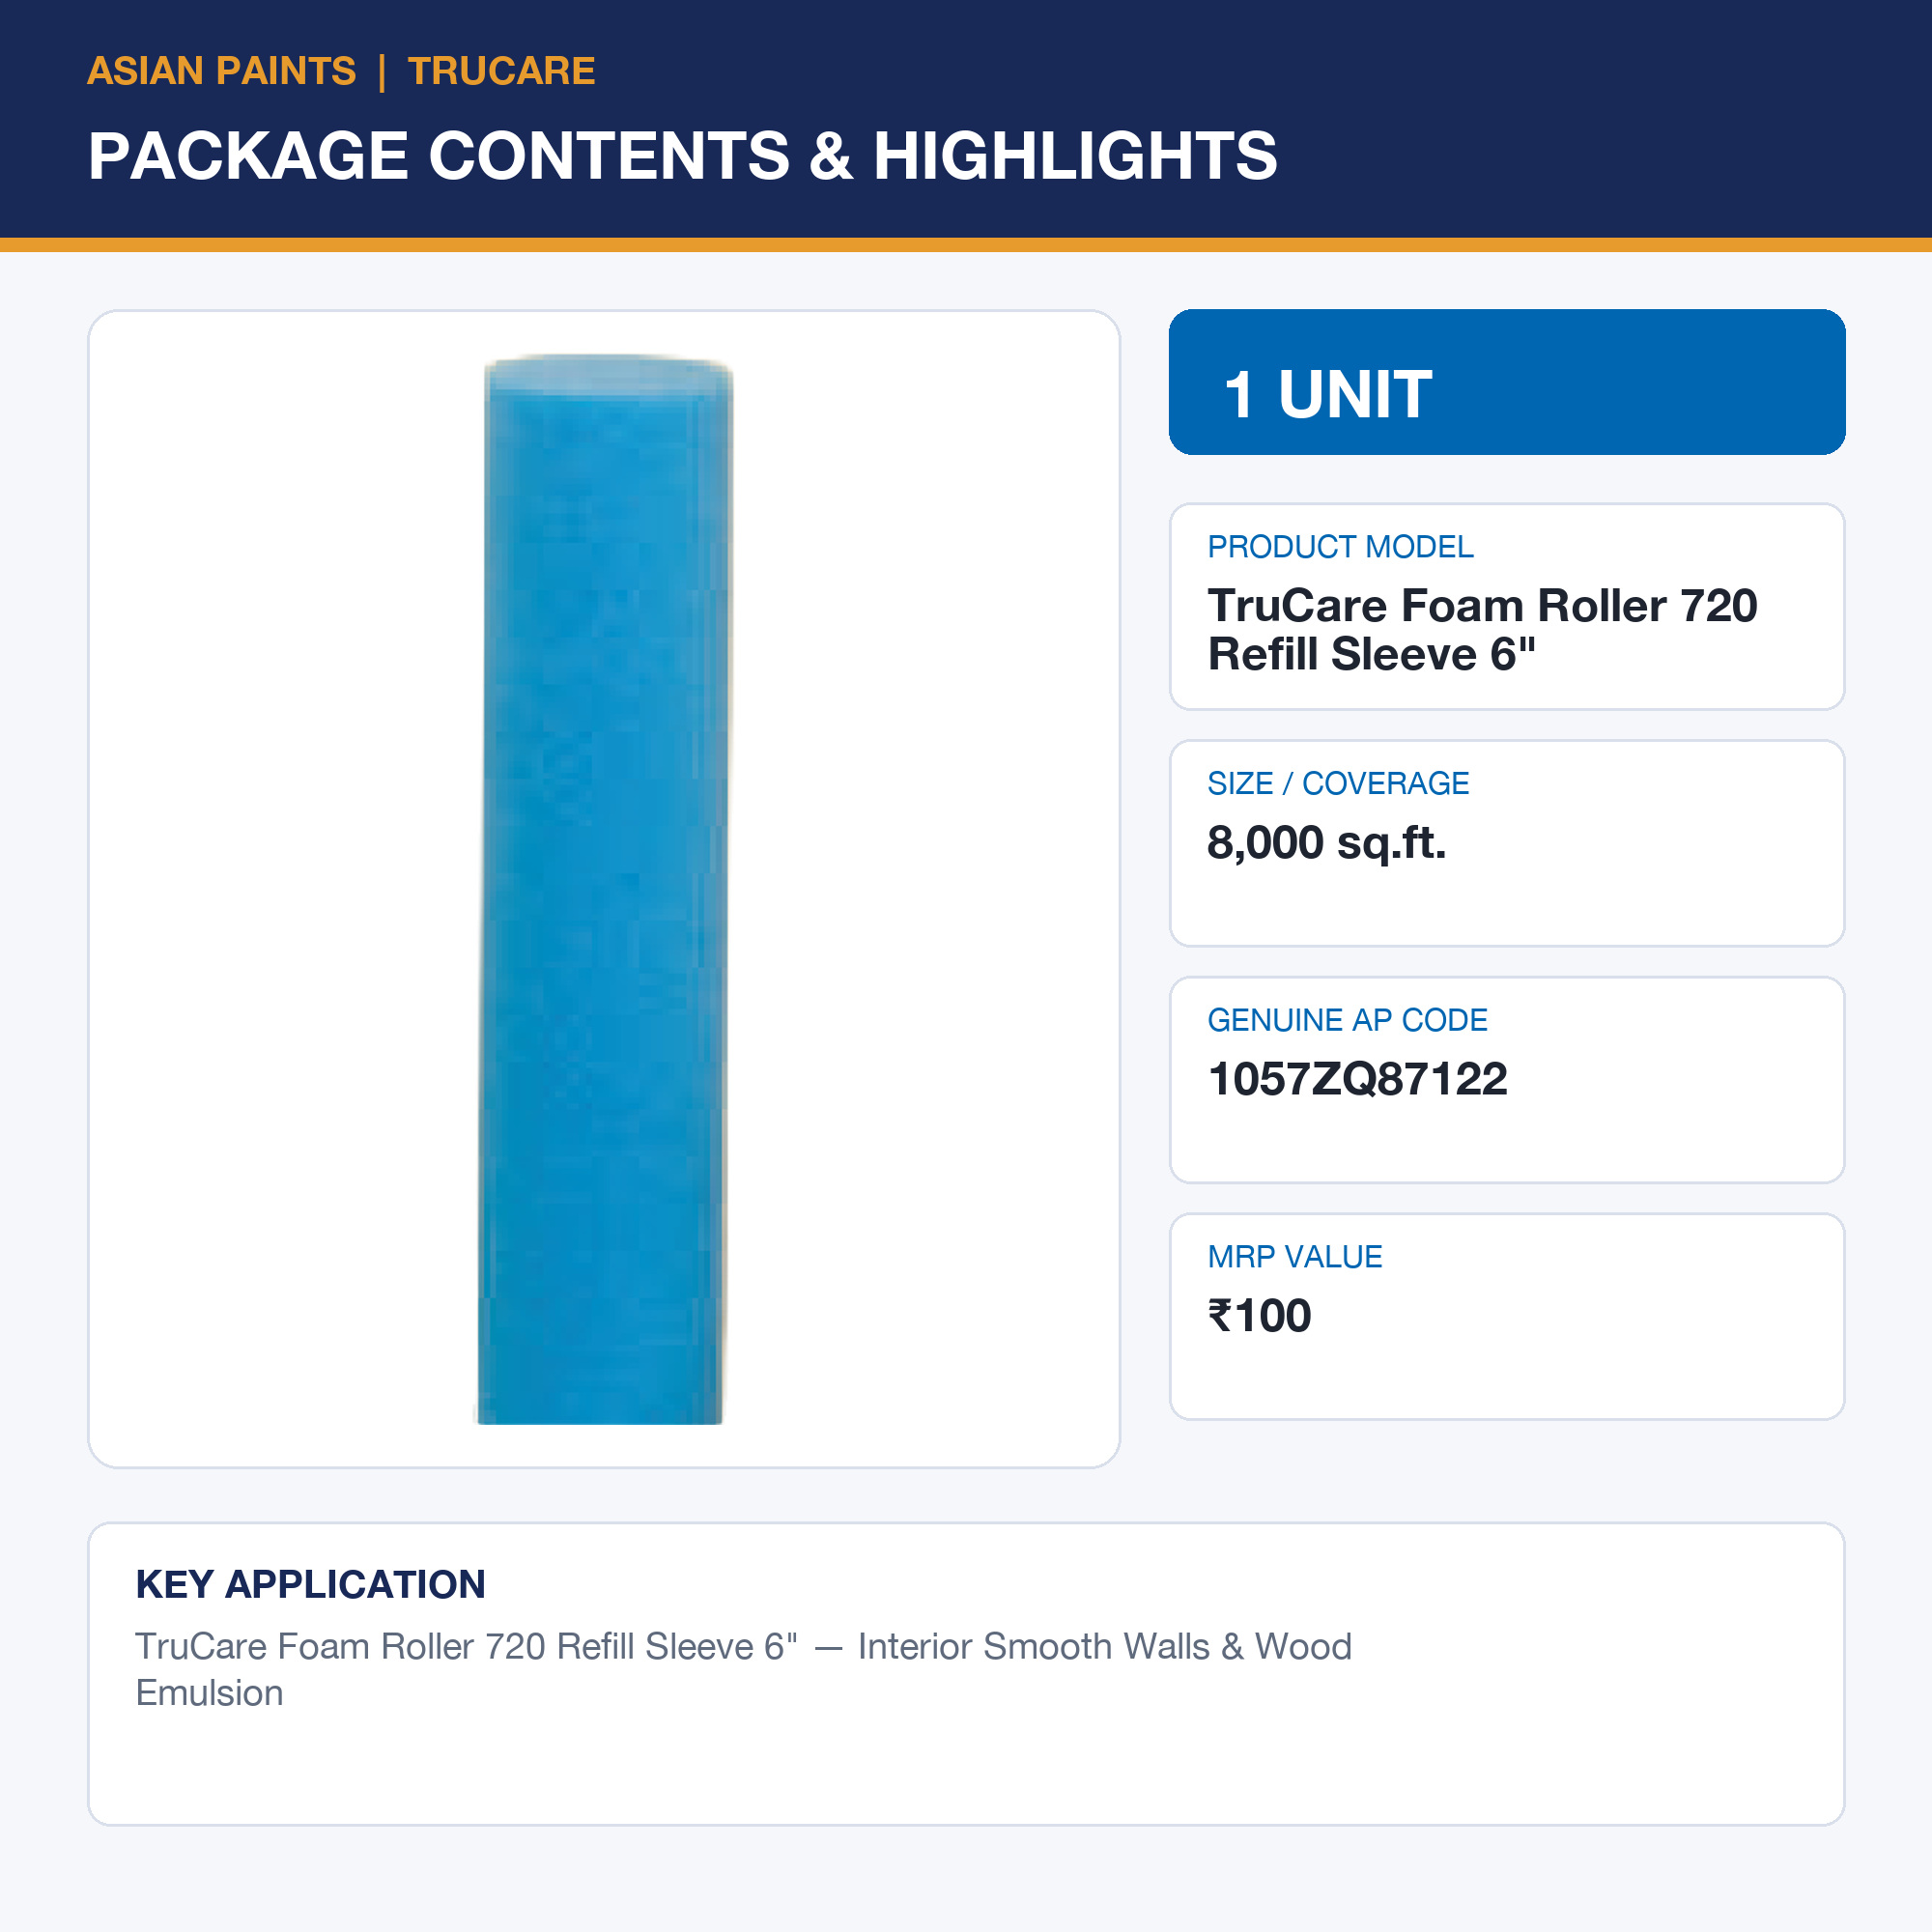 ASIAN PAINTS | TRUCARE
PACKAGE CONTENTS & HIGHLIGHTS
1 UNIT
PRODUCT MODEL
TruCare Foam Roller 720
Refill Sleeve 6"
SIZE / COVERAGE
8,000 sq.ft.
GENUINE AP CODE
1057ZQ87122
MRP VALUE
₹100
KEY APPLICATION
TruCare Foam Roller 720 Refill Sleeve 6" — Interior Smooth Walls & Wood
Emulsion